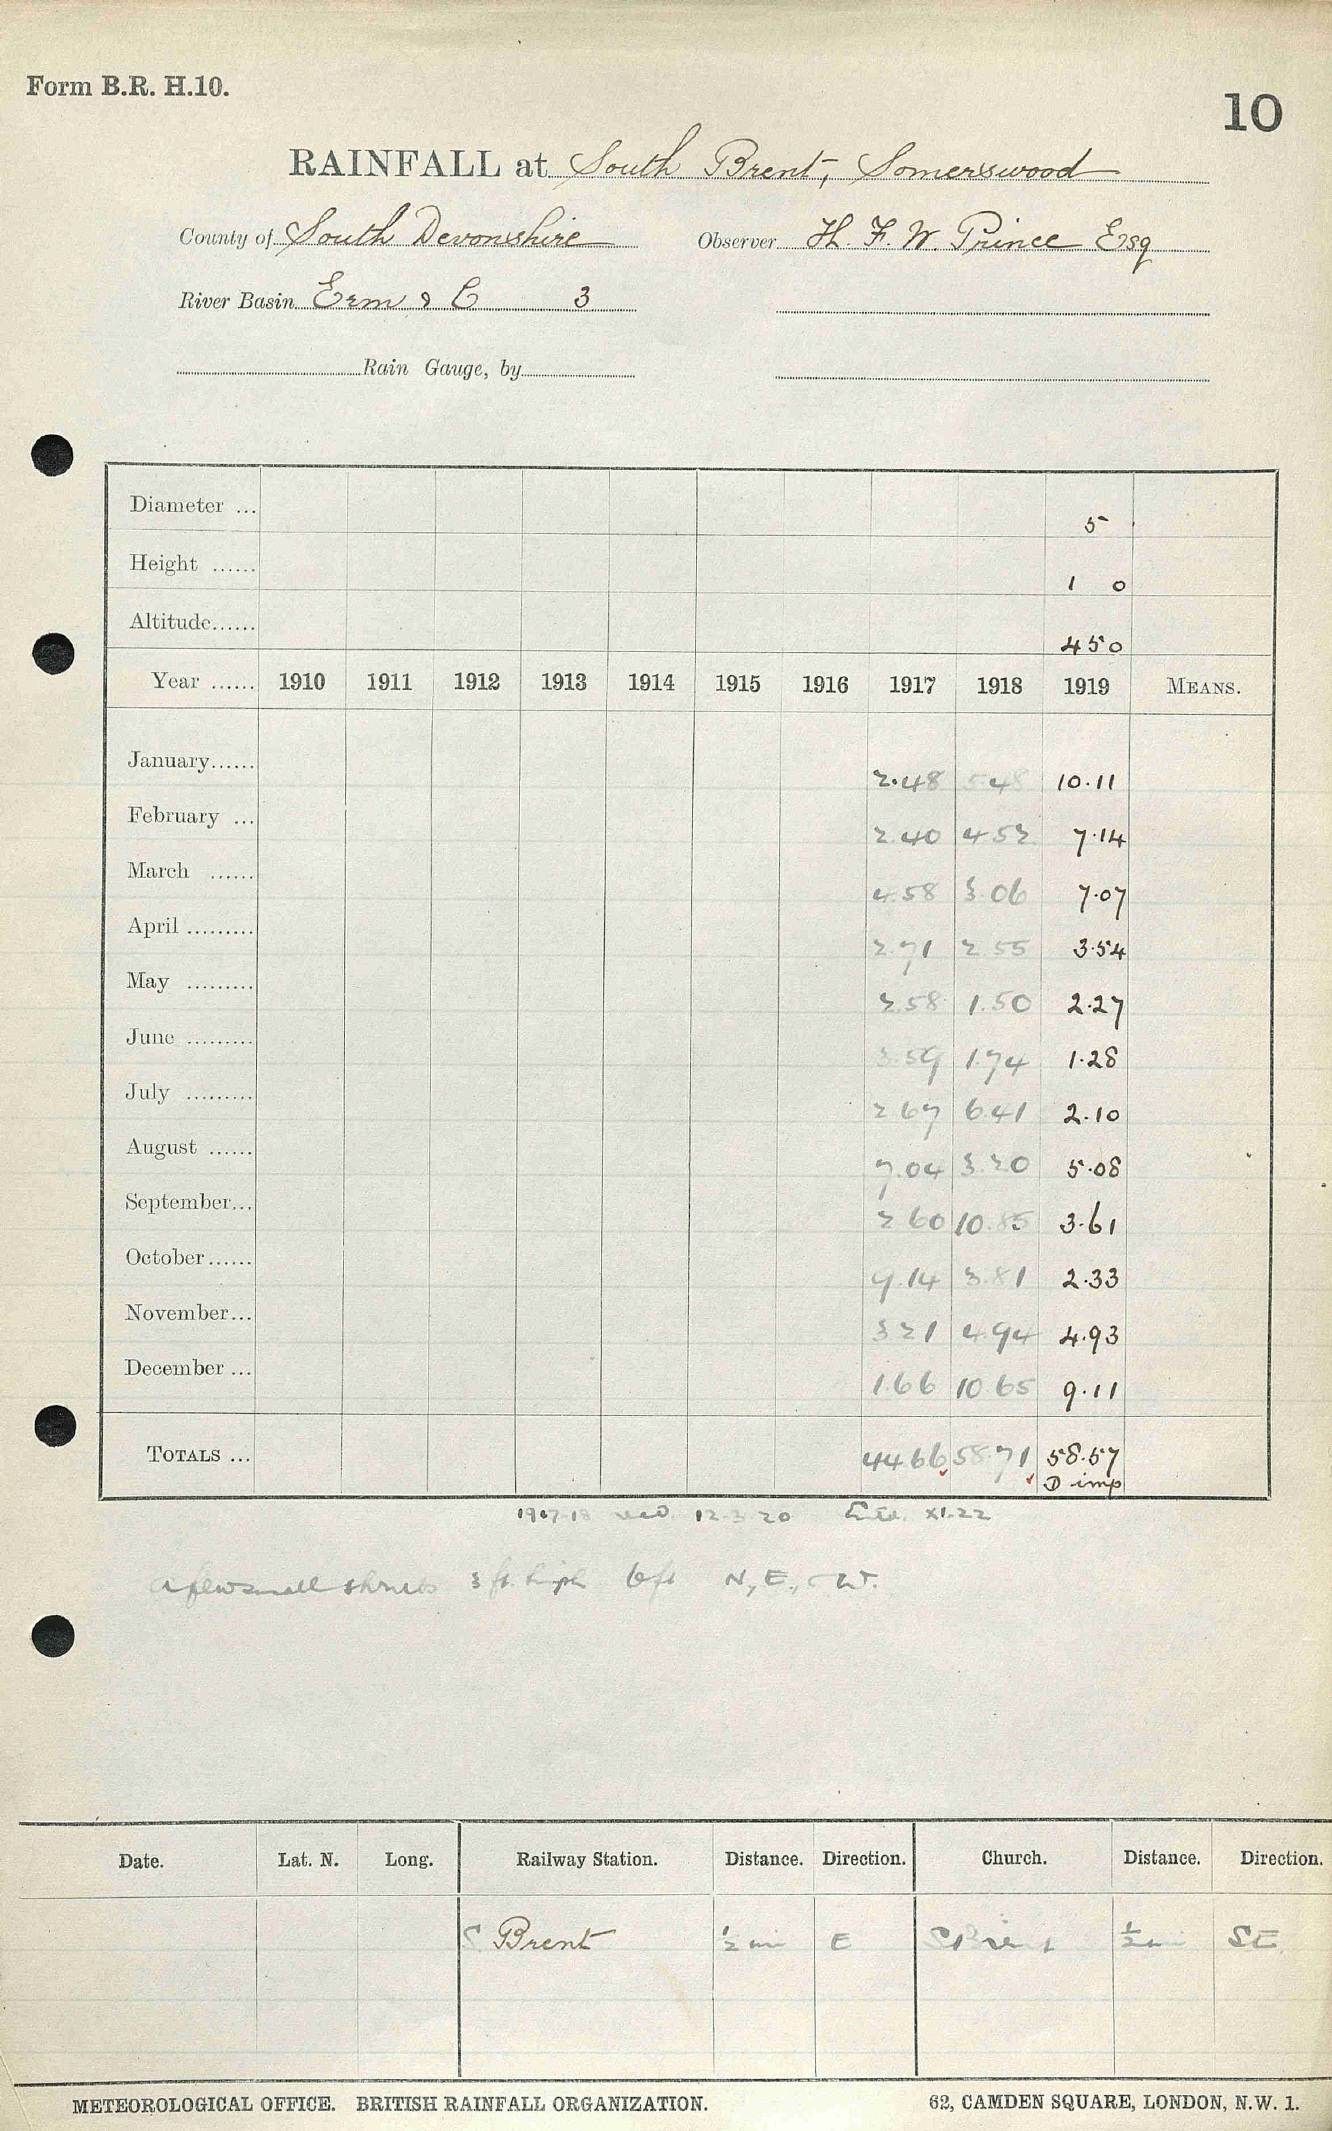 Form B.R. H.10.
10
RAINFALL at South Brent, Somerswood
County of South Devonshire Observer H. F. W. Prince Esq
River Basin Erm & C 3
Rain Gauge, by
Diameter ... 5
Height ...... 1 0
Altitude...... 450
Year ...... 1910 1911 1912 1913 1914 1915 1916 1917 1918 1919 MEANS.
January...... 2.48 5.48 10.11
February ... 2.40 4.52 7.14
March ...... 4.58 3.06 7.07
April ......... 2.71 2.55 3.54
May ......... 2.58 1.50 2.27
June ......... 3.59 1.74 1.28
July ......... 2.67 6.41 2.10
August ...... 7.04 3.20 5.08
September... 2.60 10.85 3.61
October...... 9.14 3.81 2.33
November... 3.21 4.94 4.93
December ... 1.66 10.65 9.11
TOTALS ... 44.66 58.71 58.57
D imp
1917-18 recd. 12.3.20 XI.22
a few small shrubs 3 ft. high 6 ft N, E, & W.
Date. Lat. N. Long. Railway Station. Distance. Direction. Church. Distance. Direction.
S. Brent ½ mi E S Brent ½ mi SE
METEOROLOGICAL OFFICE. BRITISH RAINFALL ORGANIZATION. 62, CAMDEN SQUARE, LONDON, N.W. 1.